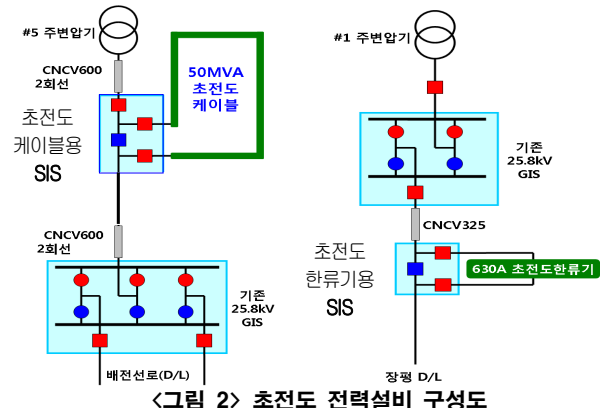 #5 주변압기
CNCV600
2회선
50MVA
초전도
케이블
초전도
케이블용
SIS
CNCV600
2회선
기존
25.8kV
GIS
배전선로(D/L)
#1 주변압기
기존
25.8kV
GIS
CNCV325
초전도
한류기용
SIS
630A 초전도한류기
장평 D/L
<그림 2> 초전도 전력설비 구성도